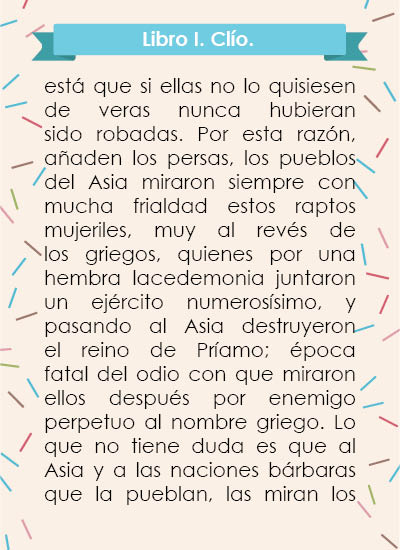 Libro I. Clío.
está que si ellas no lo quisiesen
de veras nunca hubieran
sido robadas. Por esta razón,
añaden los persas, los pueblos
del Asia miraron siempre con
mucha frialdad estos raptos
mujeriles, muy al revés de
los griegos, quienes por una
hembra lacedemonia juntaron
un ejército numerosísimo, y
pasando al Asia destruyeron
el reino de Príamo; época
fatal del odio con que miraron
ellos después por enemigo
perpetuo al nombre griego. Lo
que no tiene duda es que al
Asia y a las naciones bárbaras
que la pueblan, las miran los